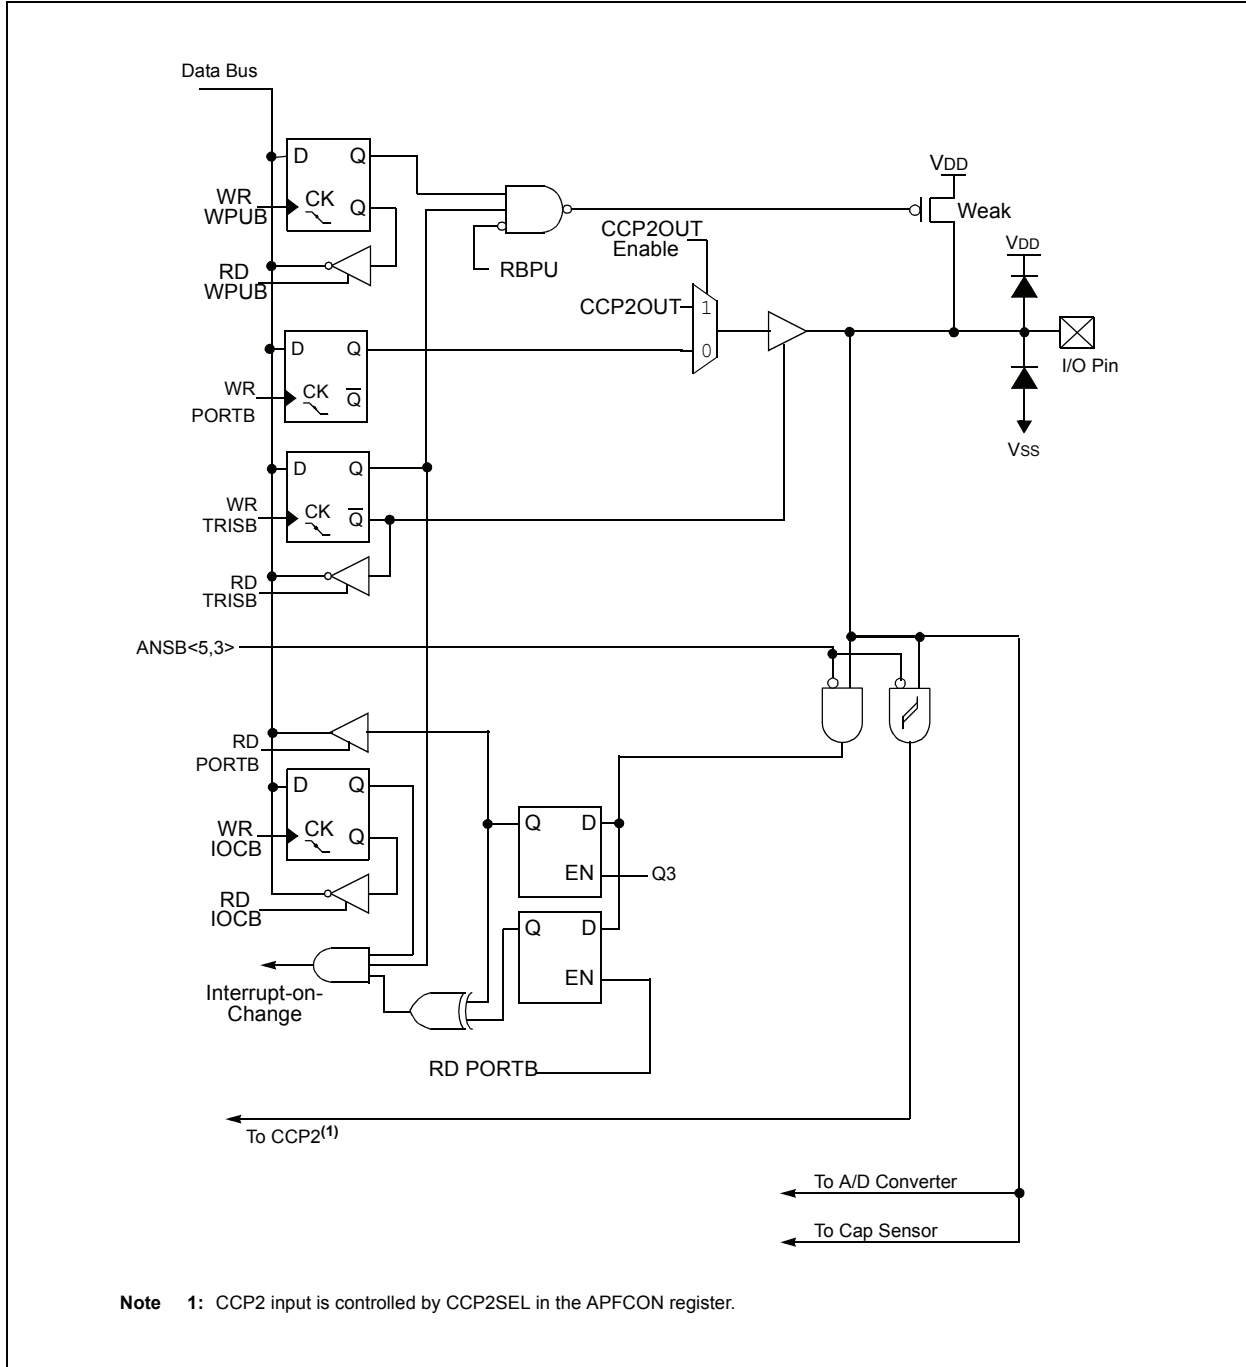 Data Bus
D Q
WR
WPUB
CK
Q
RD
WPUB
RBPU
CCP2OUT
Enable
VDD
Weak
VDD
CCP2OUT
1
0
I/O Pin
VSS
D Q
WR
PORTB
CK
Q
D Q
WR
TRISB
CK
Q
RD
TRISB
ANSB<5,3>
RD
PORTB
D Q
WR
IOCB
CK
Q
RD
IOCB
Q D
EN
Q3
Q D
EN
Interrupt-on-
Change
RD PORTB
To CCP2(1)
To A/D Converter
To Cap Sensor
Note 1: CCP2 input is controlled by CCP2SEL in the APFCON register.